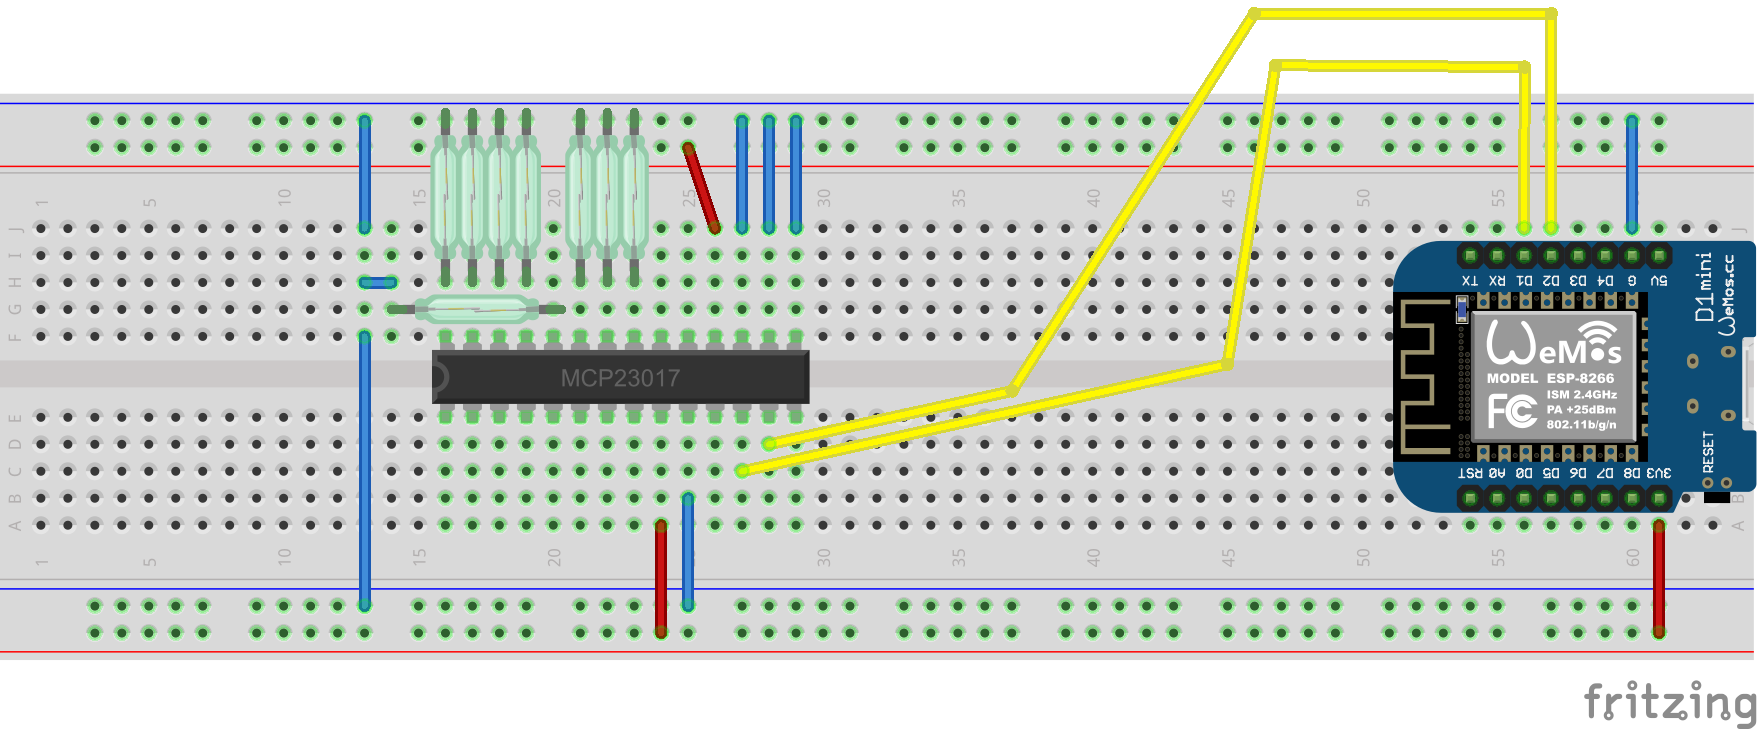 1 5 10 15 20 25 30 35 40 45 50 55
J J
I
H
G
F
TX RX D1 D2 D3 D4 G 5V
D1 mini
WeMos.cc
WeMos
MODEL ESP-8266
ISM 2.4GHz
PA +25dBm
802.11b/g/n
FC
MCP23017
RESET
RST A0 D0 D5 D6 D7 D8 3V3
E
D
C
B B
A A
1 5 10 15 20 30 35 40 45 50 55 60
fritzing